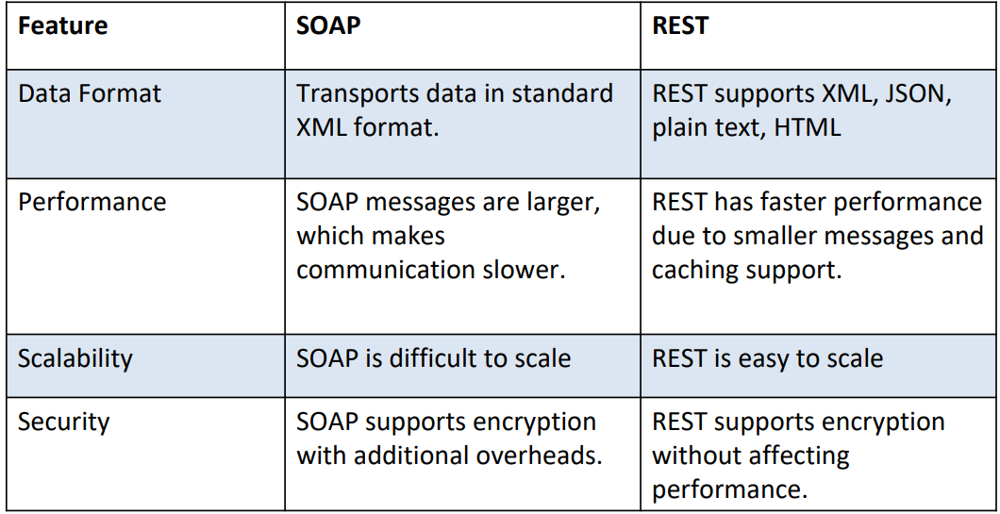 Feature SOAP REST
Data Format Transports data in standard REST supports XML, JSON,
XML format. plain text, HTML
Performance SOAP messages are larger, REST has faster performance
which makes due to smaller messages and
communication slower. caching support.
Scalability SOAP is difficult to scale REST is easy to scale
Security SOAP supports encryption REST supports encryption
with additional overheads. without affecting
performance.